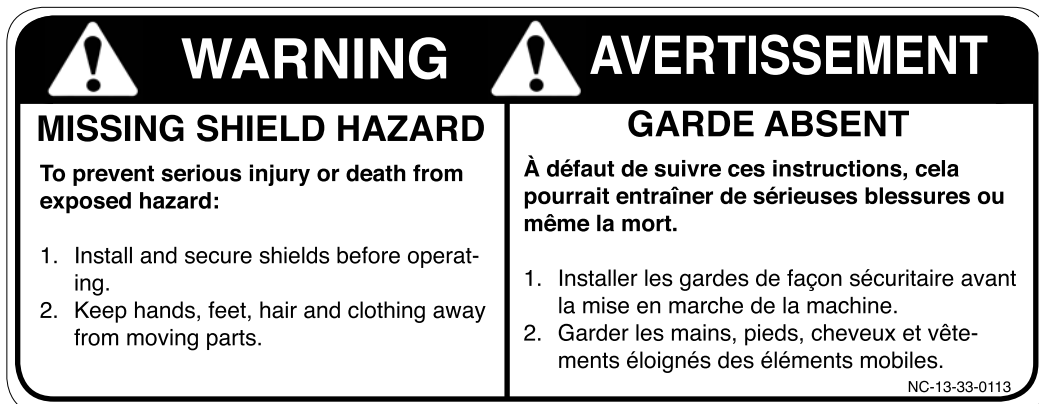 WARNING
MISSING SHIELD HAZARD
To prevent serious injury or death from
exposed hazard:
1. Install and secure shields before operat-
ing.
2. Keep hands, feet, hair and clothing away
from moving parts.
AVERTISSEMENT
GARDE ABSENT
À défaut de suivre ces instructions, cela
pourrait entraîner de sérieuses blessures ou
même la mort.
1. Installer les gardes de façon sécuritaire avant
la mise en marche de la machine.
2. Garder les mains, pieds, cheveux et vête-
ments éloignés des éléments mobiles.
NC-13-33-0113